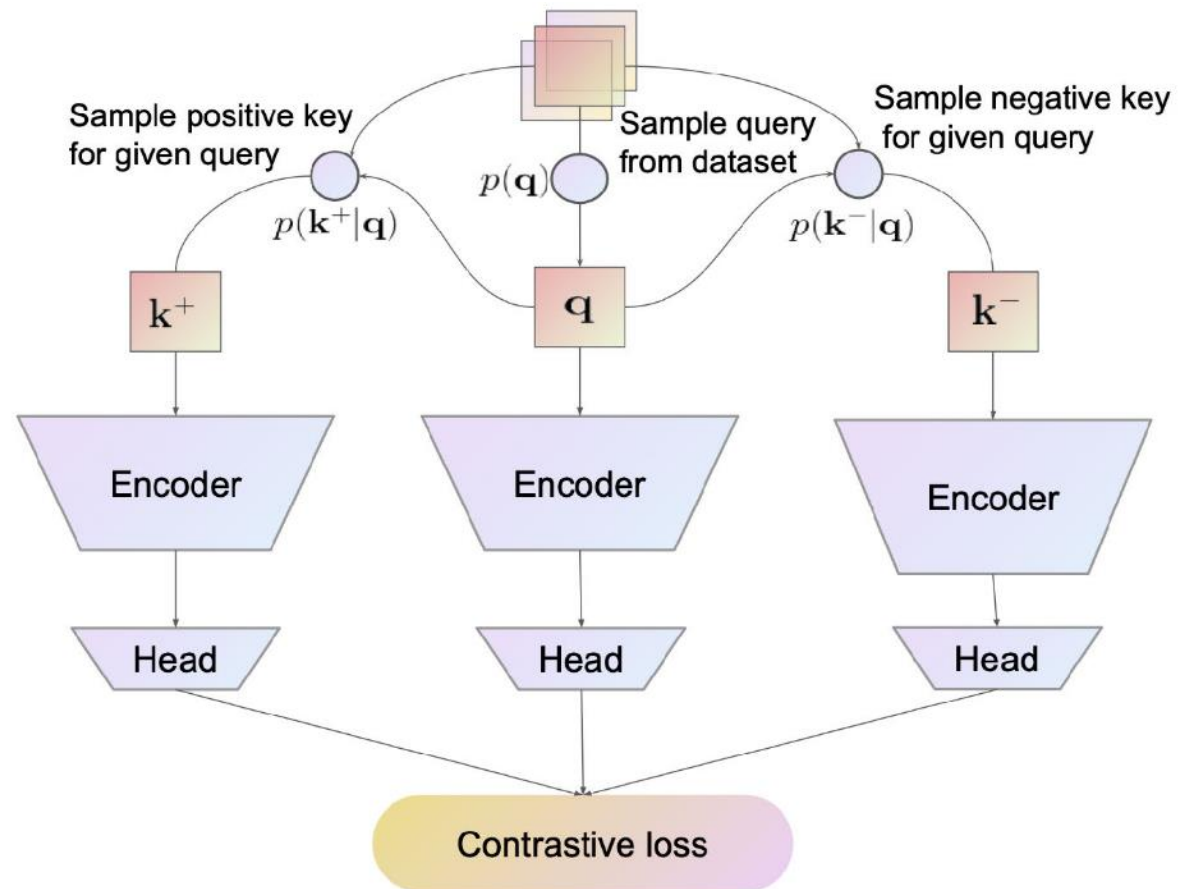 Sample positive key
for given query
Sample query
from dataset
Sample negative key
for given query
p(k⁺|q)
p(q)
p(k⁻|q)
k⁺
q
k⁻
Encoder
Encoder
Encoder
Head
Head
Head
Contrastive loss